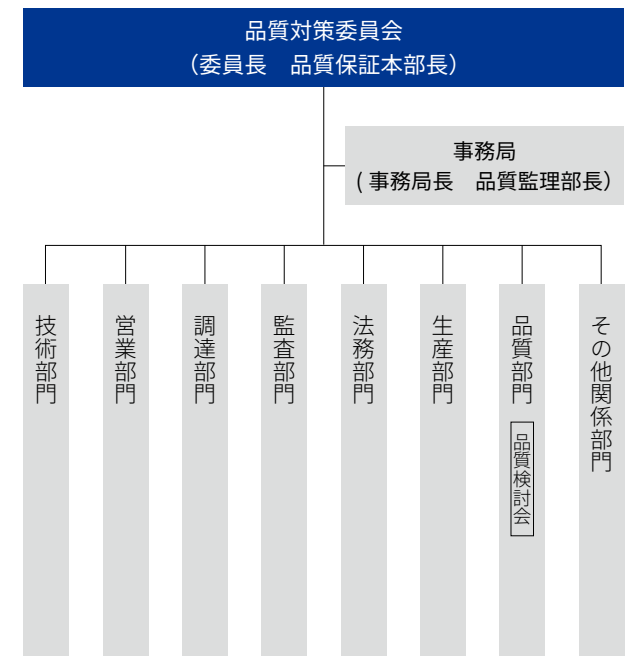 品質対策委員会
（委員長　品質保証本部長）
事務局
( 事務局長　品質監理部長）
技術部門
営業部門
調達部門
監査部門
法務部門
生産部門
品質部門
品質検討会
その他関係部門